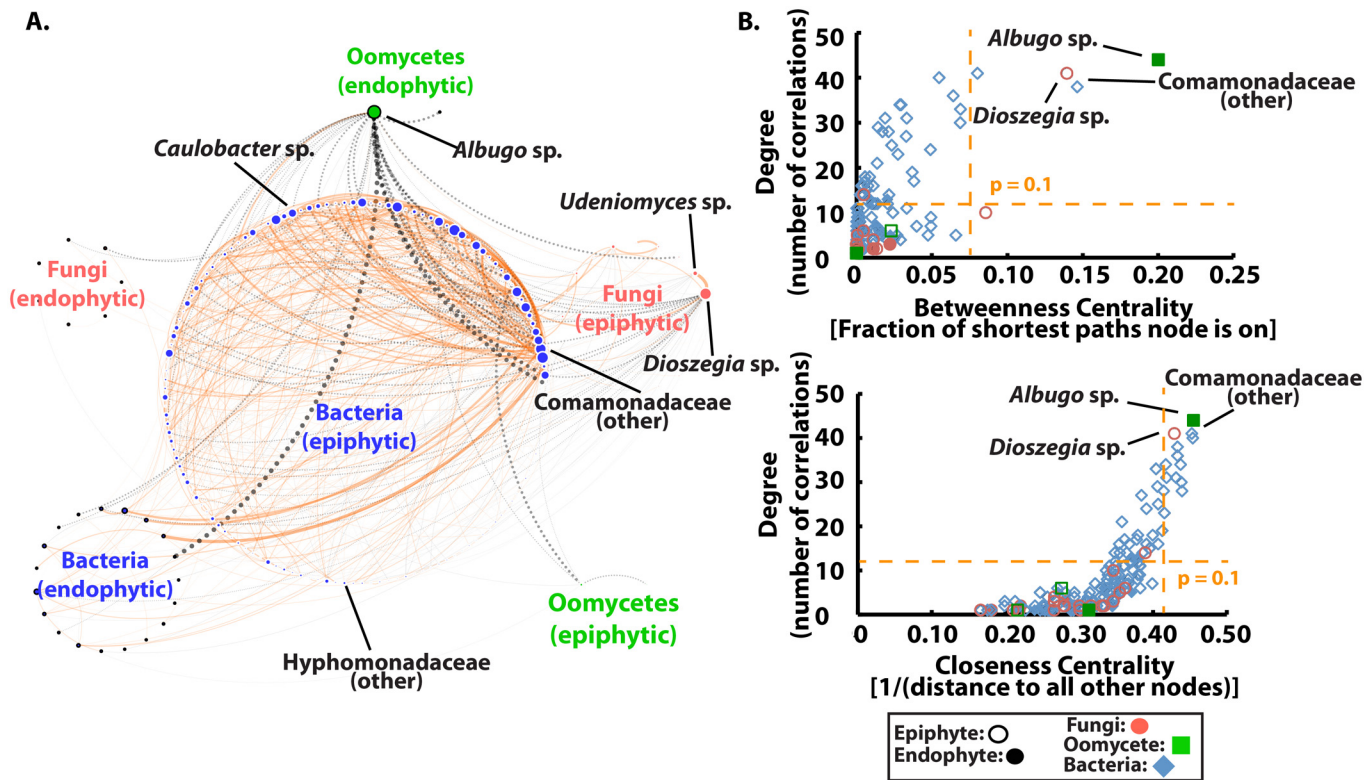 A.
Oomycetes
(endophytic)
Caulobacter sp.
Albugo sp.
Udeniomyces sp.
Fungi
(endophytic)
Fungi
(epiphytic)
Dioszegia sp.
Comamonadaceae
(other)
Bacteria
(epiphytic)
Bacteria
(endophytic)
Oomycetes
(epiphytic)
Hyphomonadaceae
(other)
B.
Degree
(number of correlations)
50
40
30
20
10
0
Albugo sp.
Comamonadaceae
(other)
Dioszegia sp.
p = 0.1
0 0.05 0.10 0.15 0.20 0.25
Betweenness Centrality
[Fraction of shortest paths node is on]
Degree
(number of correlations)
50
40
30
20
10
0
Comamonadaceae
(other)
Albugo sp.
Dioszegia sp.
p = 0.1
0 0.10 0.20 0.30 0.40 0.50
Closeness Centrality
[1/(distance to all other nodes)]
Epiphyte:
Endophyte:
Fungi:
Oomycete:
Bacteria: